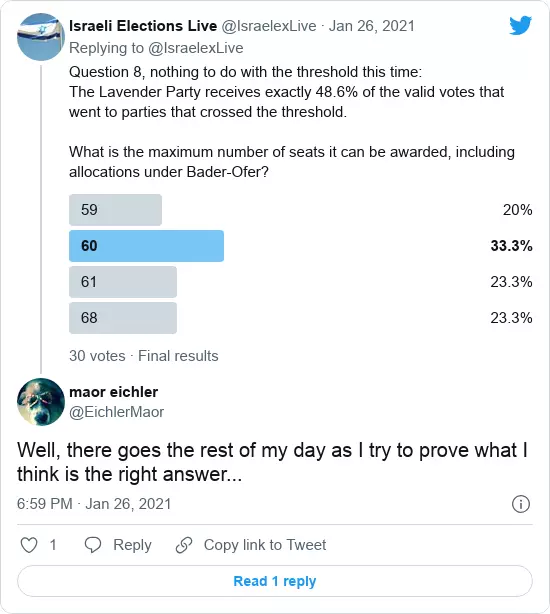 Israeli Elections Live @IsraelexLive · Jan 26, 2021
Replying to @IsraelexLive
Question 8, nothing to do with the threshold this time:
The Lavender Party receives exactly 48.6% of the valid votes that
went to parties that crossed the threshold.
What is the maximum number of seats it can be awarded, including
allocations under Bader-Ofer?
59 20%
60 33.3%
61 23.3%
68 23.3%
30 votes · Final results
maor eichler
@EichlerMaor
Well, there goes the rest of my day as I try to prove what I
think is the right answer...
6:59 PM · Jan 26, 2021
1 Reply Copy link to Tweet
Read 1 reply